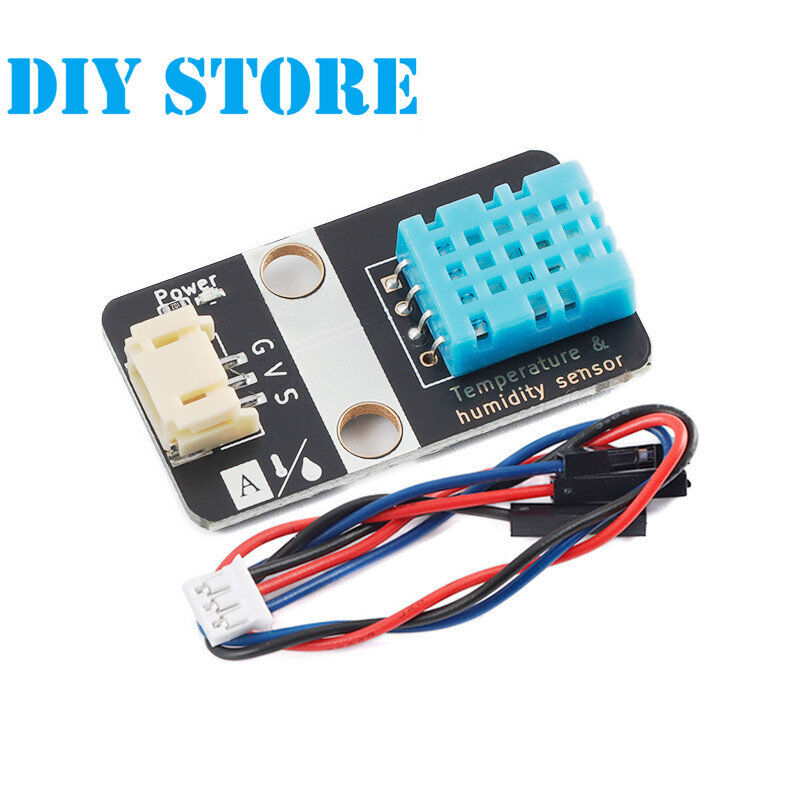 DIY STORE
Power
G V S
A
Temperature &
humidity sensor